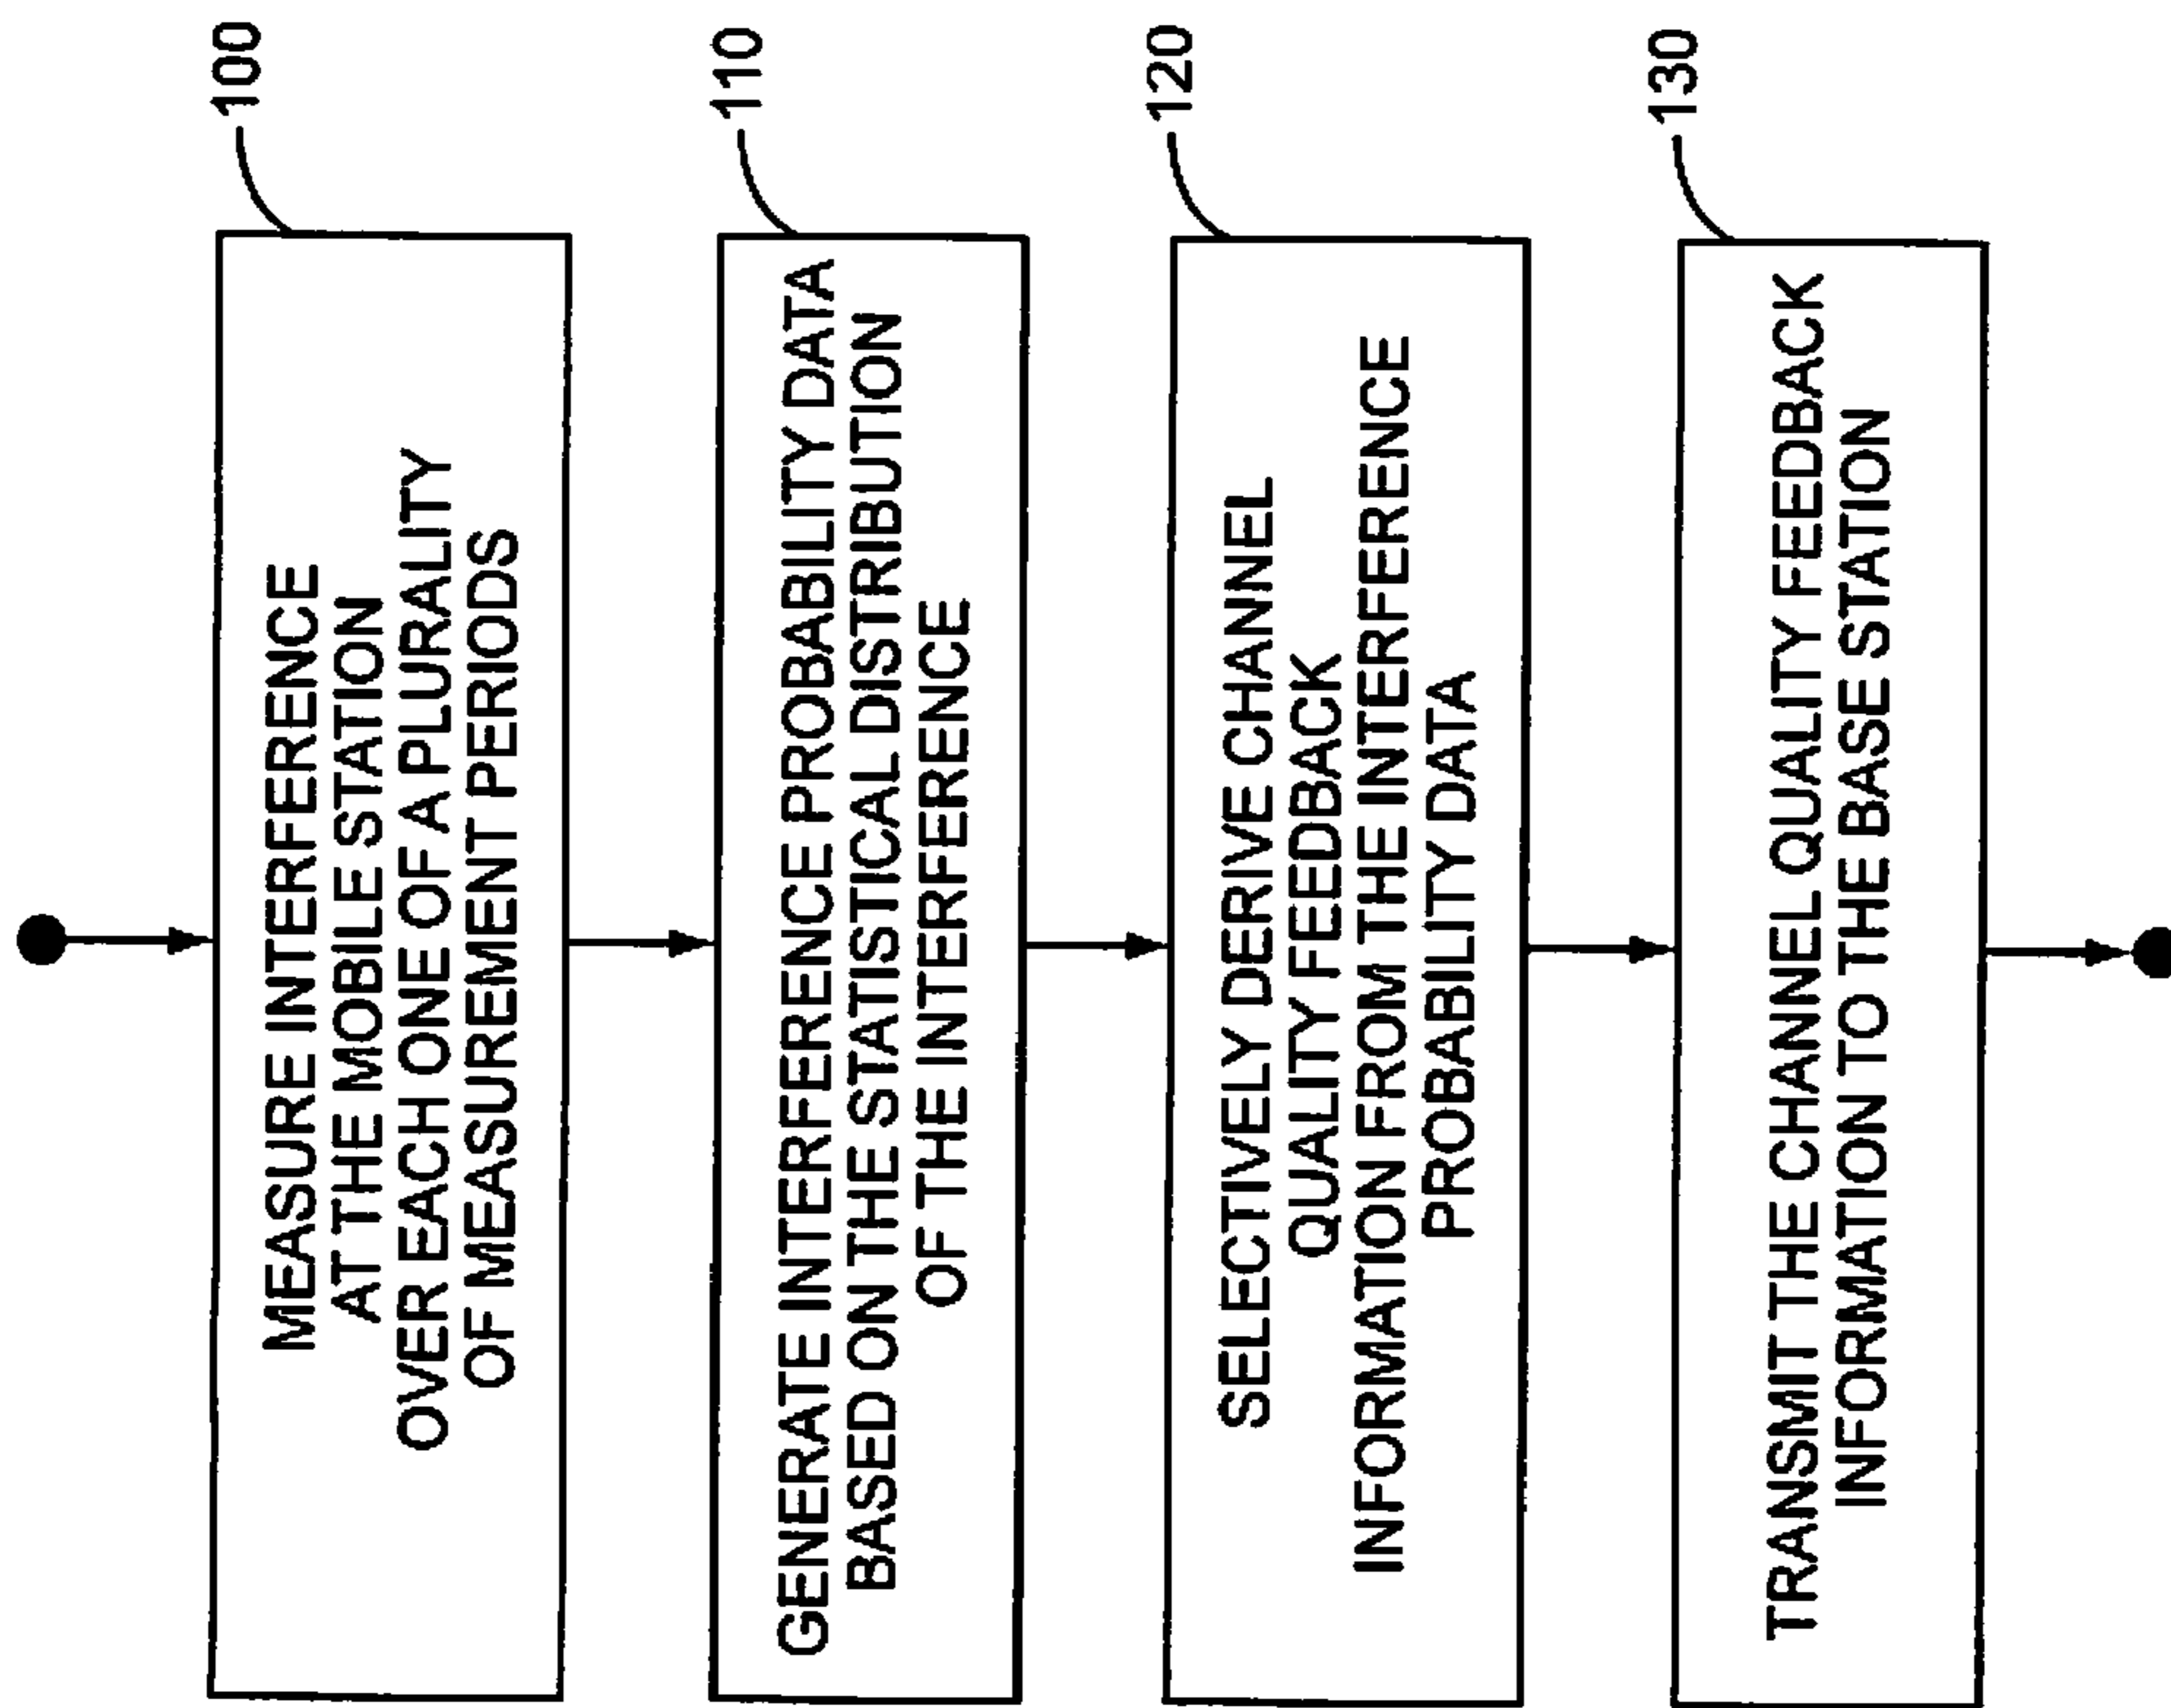 100
MEASURE INTERFERENCE
AT THE MOBILE STATION
OVER EACH ONE OF A PLURALITY
OF MEASUREMENT PERIODS
110
GENERATE INTERFERENCE PROBABILITY DATA
BASED ON THE STATISTICAL DISTRIBUTION
OF THE INTERFERENCE
120
SELECTIVELY DERIVE CHANNEL
QUALITY FEEDBACK
INFORMATION FROM THE INTERFERENCE
PROBABILITY DATA
130
TRANSMIT THE CHANNEL QUALITY FEEDBACK
INFORMATION TO THE BASE STATION